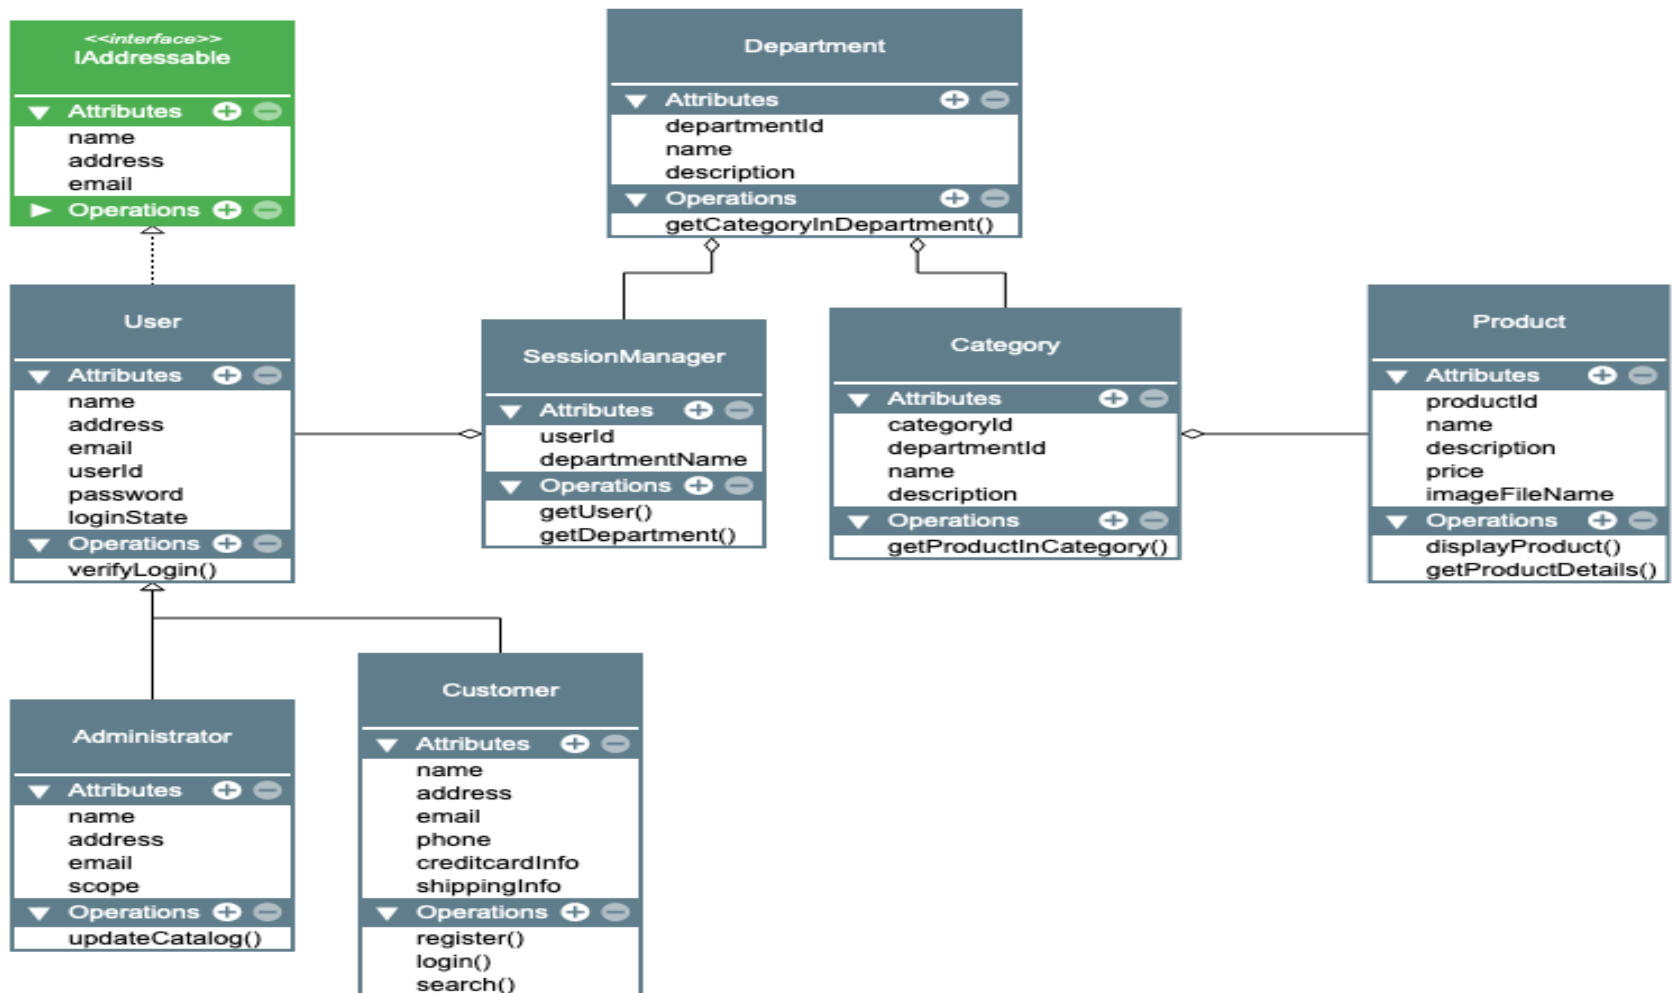 <<interface>>
IAddressable
Attributes
name
address
email
Operations
Department
Attributes
departmentId
name
description
Operations
getCategoryInDepartment()
User
Attributes
name
address
email
userId
password
loginState
Operations
verifyLogin()
SessionManager
Attributes
userId
departmentName
Operations
getUser()
getDepartment()
Category
Attributes
categoryId
departmentId
name
description
Operations
getProductInCategory()
Product
Attributes
productId
name
description
price
imageFileName
Operations
displayProduct()
getProductDetails()
Administrator
Attributes
name
address
email
scope
Operations
updateCatalog()
Customer
Attributes
name
address
email
phone
creditcardInfo
shippingInfo
Operations
register()
login()
search()